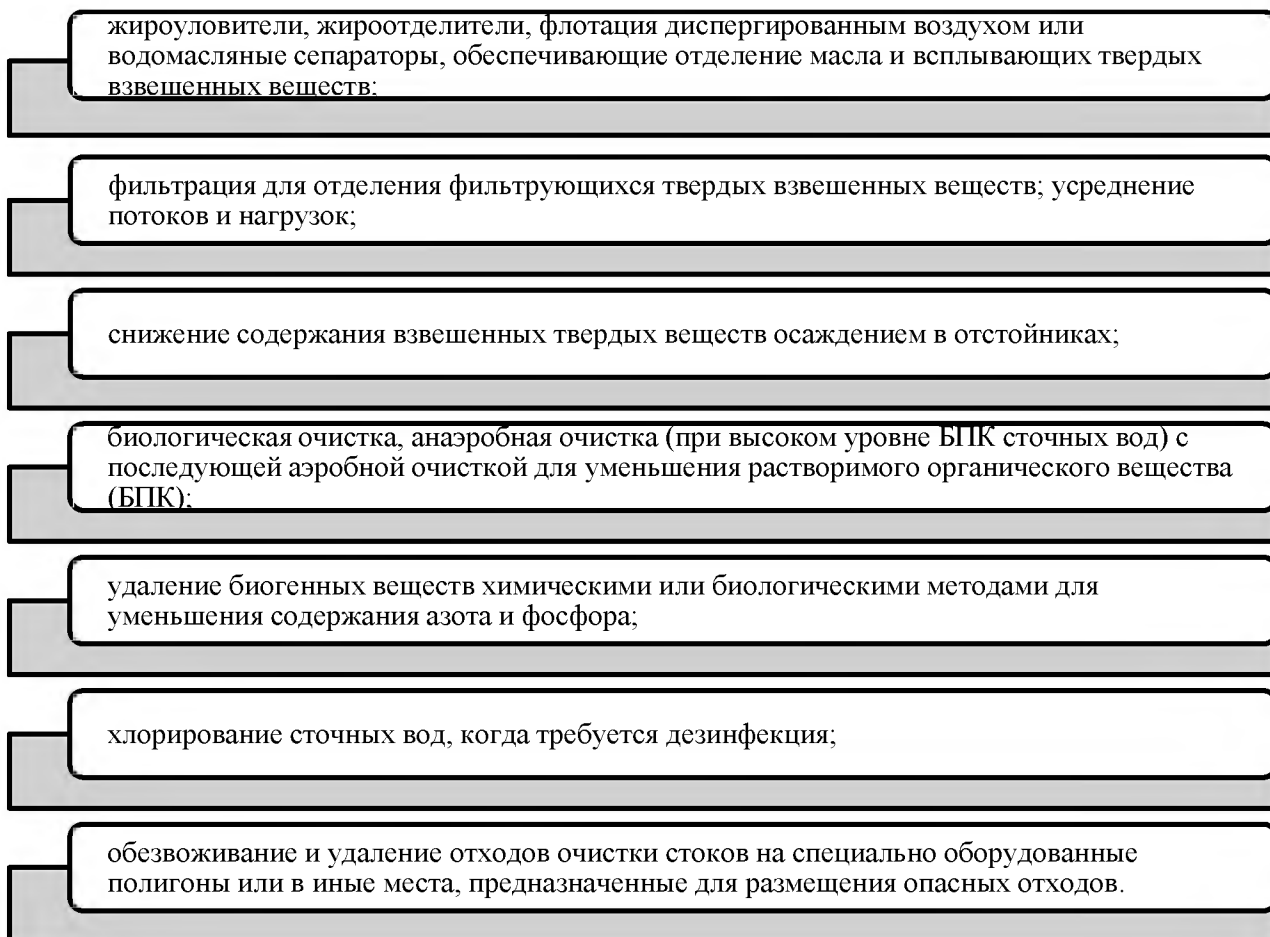 жироуловители, жироотделители, флотация диспергированным воздухом или
водомасляные сепараторы, обеспечивающие отделение масла и всплывающих твердых
взвешенных веществ;
фильтрация для отделения фильтрующихся твердых взвешенных веществ; усреднение
потоков и нагрузок;
снижение содержания взвешенных твердых веществ осаждением в отстойниках;
биологическая очистка, анаэробная очистка (при высоком уровне БПК сточных вод) с
последующей аэробной очисткой для уменьшения растворимого органического вещества
(БПК);
удаление биогенных веществ химическими или биологическими методами для
уменьшения содержания азота и фосфора;
хлорирование сточных вод, когда требуется дезинфекция;
обезвоживание и удаление отходов очистки стоков на специально оборудованные
полигоны или в иные места, предназначенные для размещения опасных отходов.